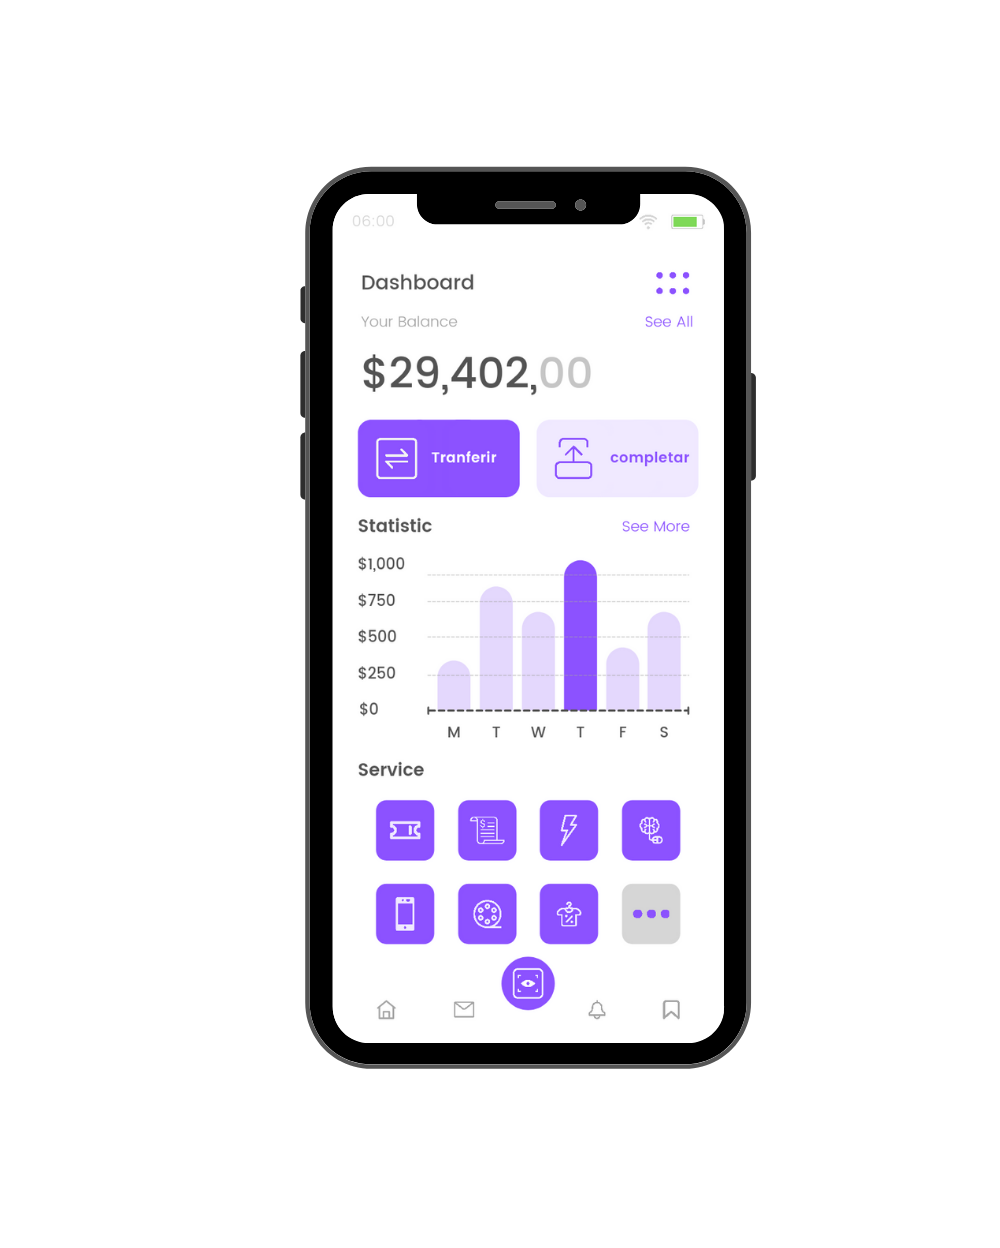 06:00
Dashboard
Your Balance See All
$29,402,00
Tranferir completar
Statistic See More
$1,000
$750
$500
$250
$0
M T W T F S
Service